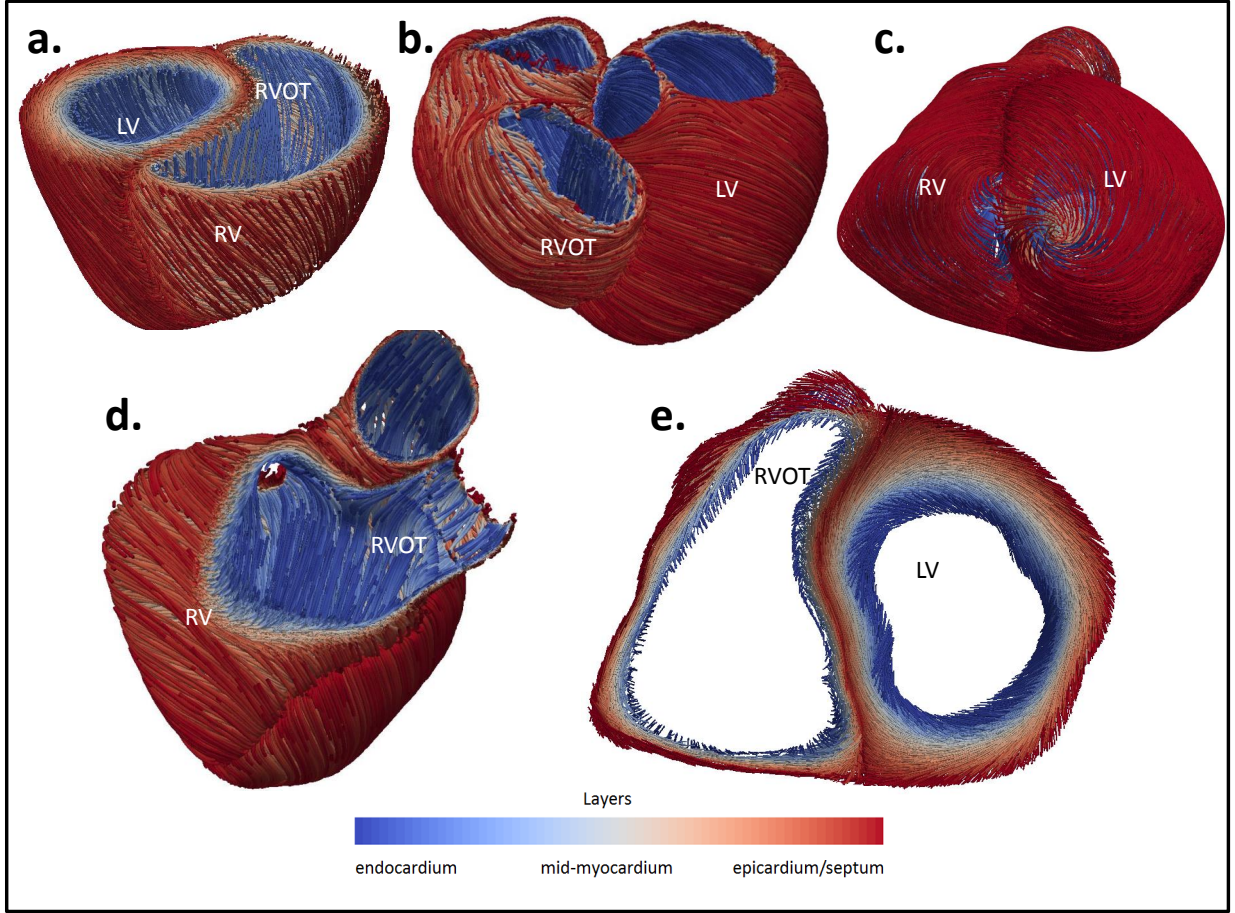 a.
RVOT
LV
RV
b.
LV
RVOT
c.
RV
LV
d.
RVOT
RV
e.
RVOT
LV
Layers
endocardium mid-myocardium epicardium/septum